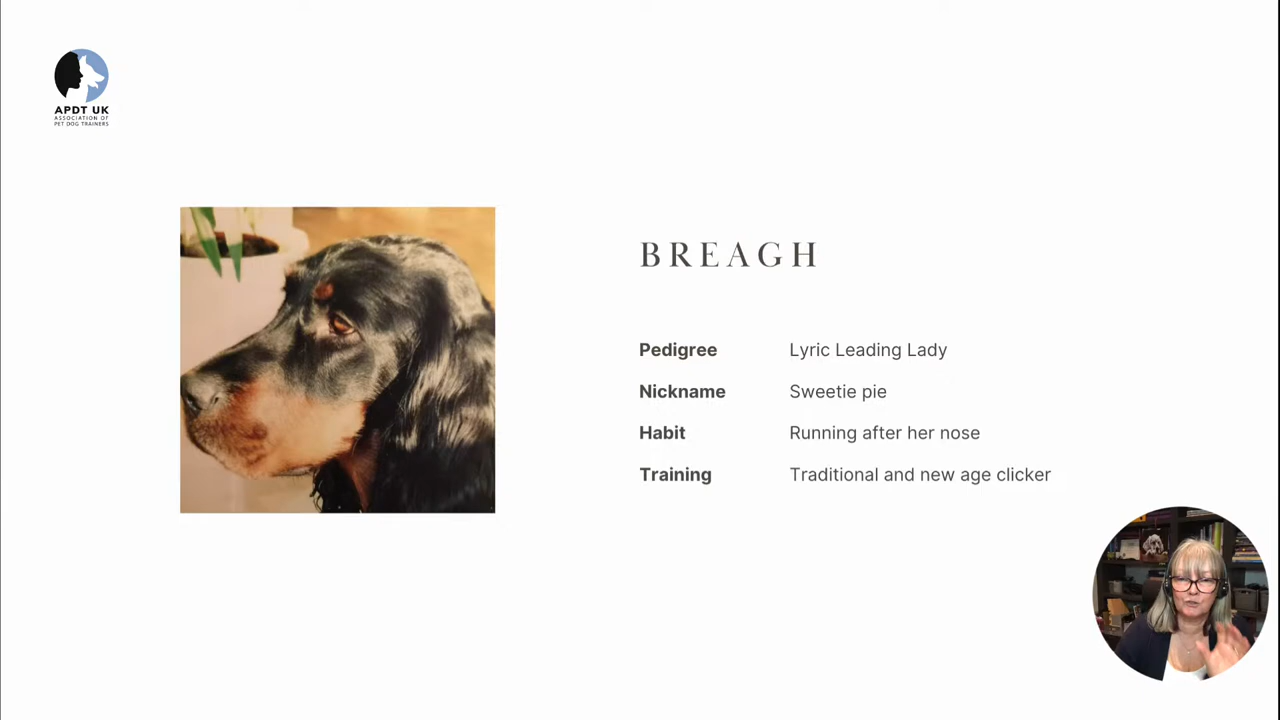 APDT UK
ASSOCIATION OF
PET DOG TRAINERS
BREAGH
Pedigree Lyric Leading Lady
Nickname Sweetie pie
Habit Running after her nose
Training Traditional and new age clicker